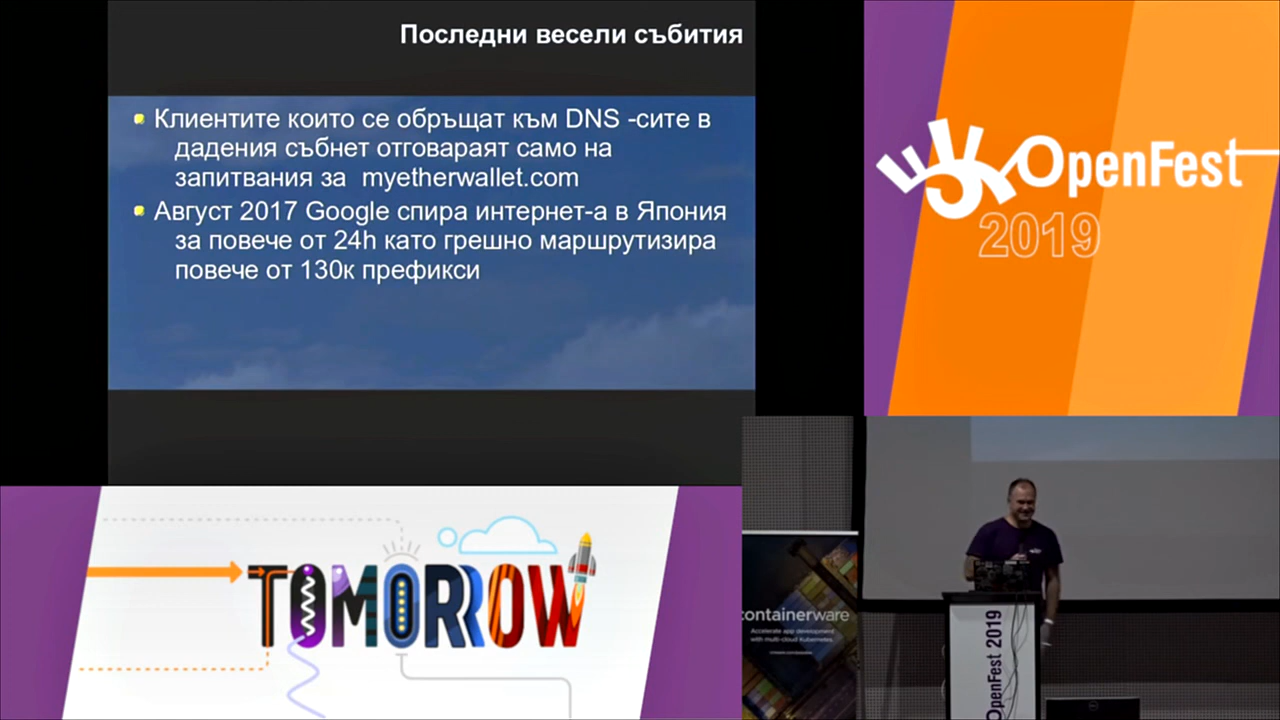 Последни весели събития
Клиентите които се обръщат към DNS -сите в
дадения събнет отговараят само на
запитвания за myetherwallet.com
Август 2017 Google спира интернет-а в Япония
за повече от 24h като грешно маршрутизира
повече от 130к префикси
OpenFest
2019
TOMORROW
containerware
Accelerate app development
with multi-cloud Kubernetes.
OpenFest 2019